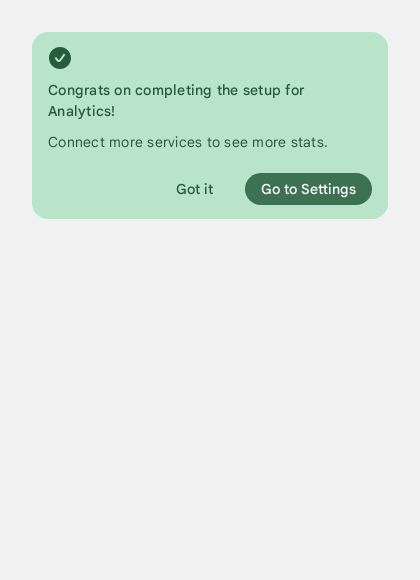 Congrats on completing the setup for
Analytics!
Connect more services to see more stats.
Got it
Go to Settings